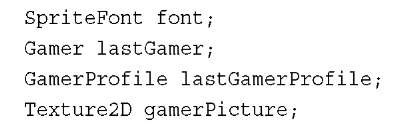 SpriteFont font;
Gamer lastGamer;
GamerProfile lastGamerProfile;
Texture2D gamerPicture;